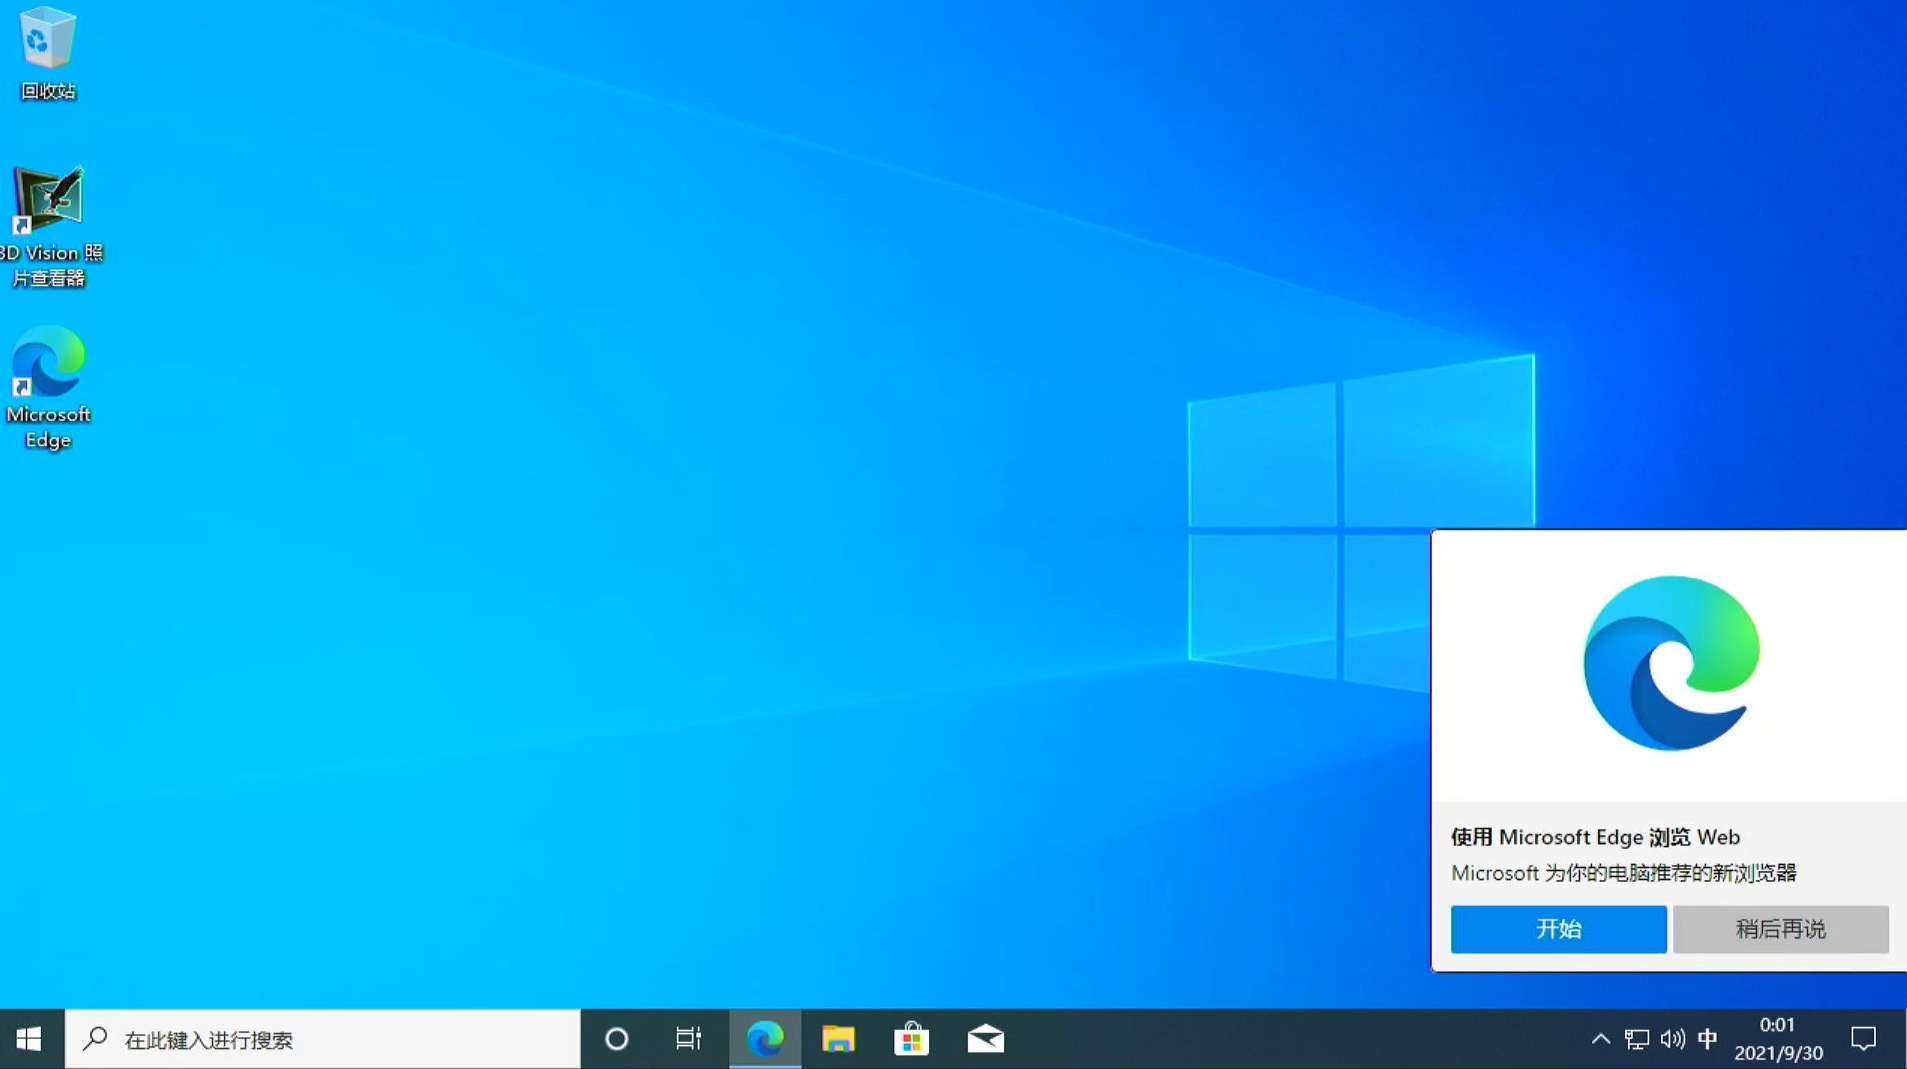 回收站
3D Vision 照
片查看器
Microsoft
Edge
使用 Microsoft Edge 浏览 Web
Microsoft 为你的电脑推荐的新浏览器
开始
稍后再说
在此键入进行搜索
中
0:01
2021/9/30